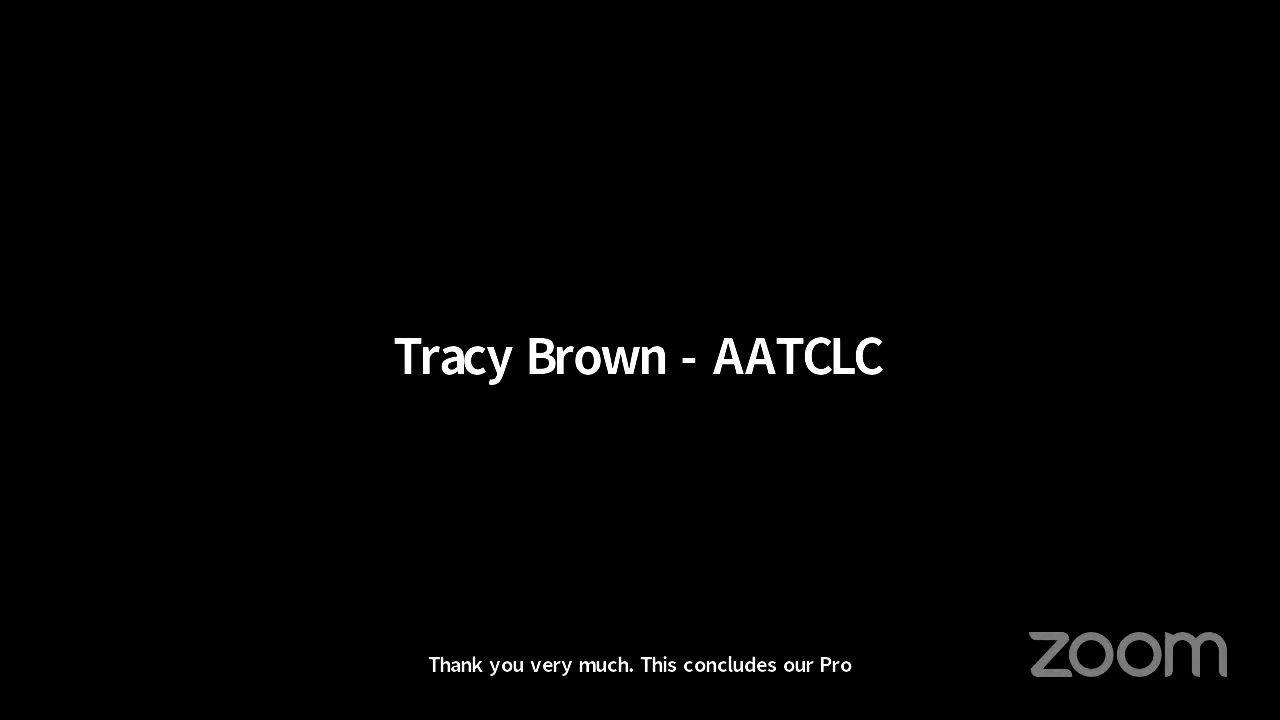 Tracy Brown - AATCLC
Thank you very much. This concludes our Pro
zoom